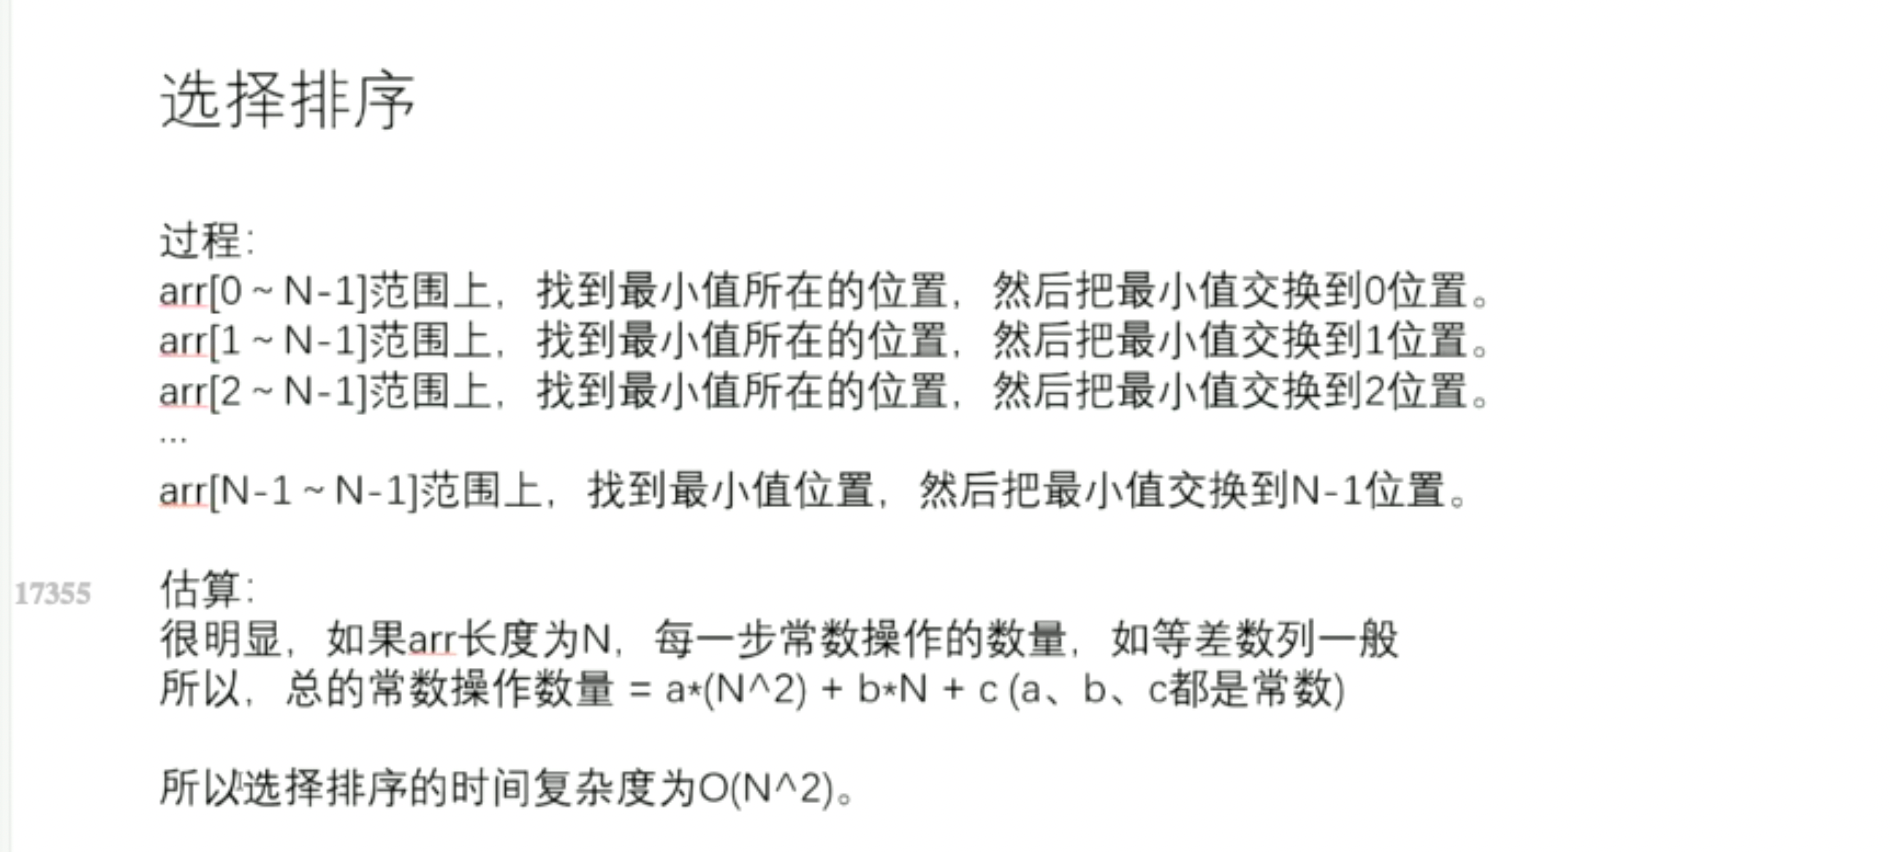 选择排序
过程：
arr[0 ~ N-1]范围上，找到最小值所在的位置，然后把最小值交换到0位置。
arr[1 ~ N-1]范围上，找到最小值所在的位置，然后把最小值交换到1位置。
arr[2 ~ N-1]范围上，找到最小值所在的位置，然后把最小值交换到2位置。
…
arr[N-1 ~ N-1]范围上，找到最小值位置，然后把最小值交换到N-1位置。
17355
估算：
很明显，如果arr长度为N，每一步常数操作的数量，如等差数列一般
所以，总的常数操作数量 = a*(N^2) + b*N + c (a、b、c都是常数)
所以选择排序的时间复杂度为O(N^2)。